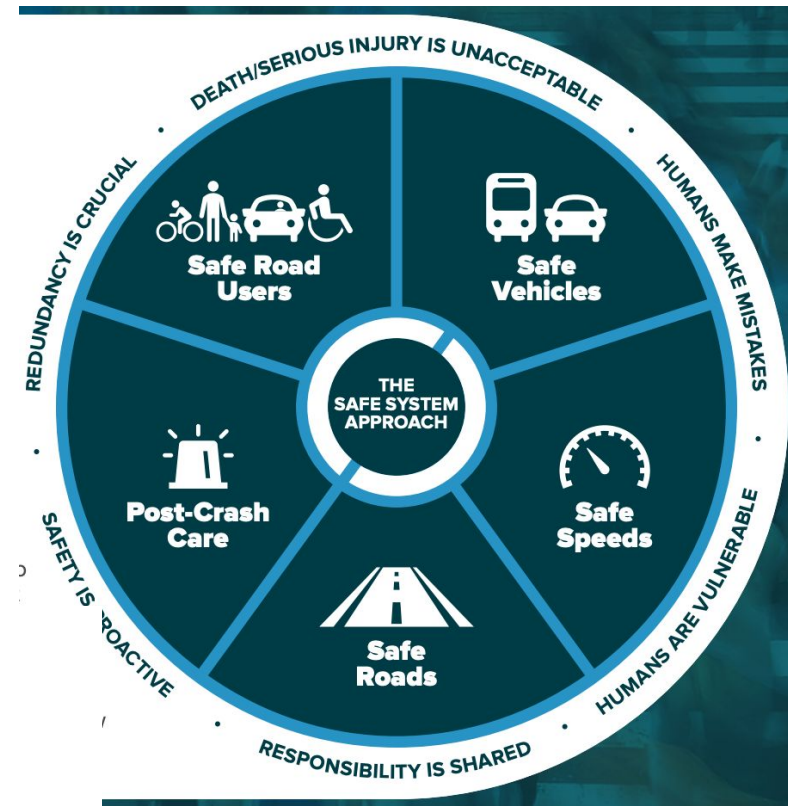 DEATH/SERIOUS INJURY IS UNACCEPTABLE
HUMANS MAKE MISTAKES
HUMANS ARE VULNERABLE
RESPONSIBILITY IS SHARED
SAFETY IS ROACTIVE
REDUNDANCY IS CRUCIAL
Safe Road
Users
Safe
Vehicles
Safe
Speeds
Safe
Roads
Post-Crash
Care
THE
SAFE SYSTEM
APPROACH